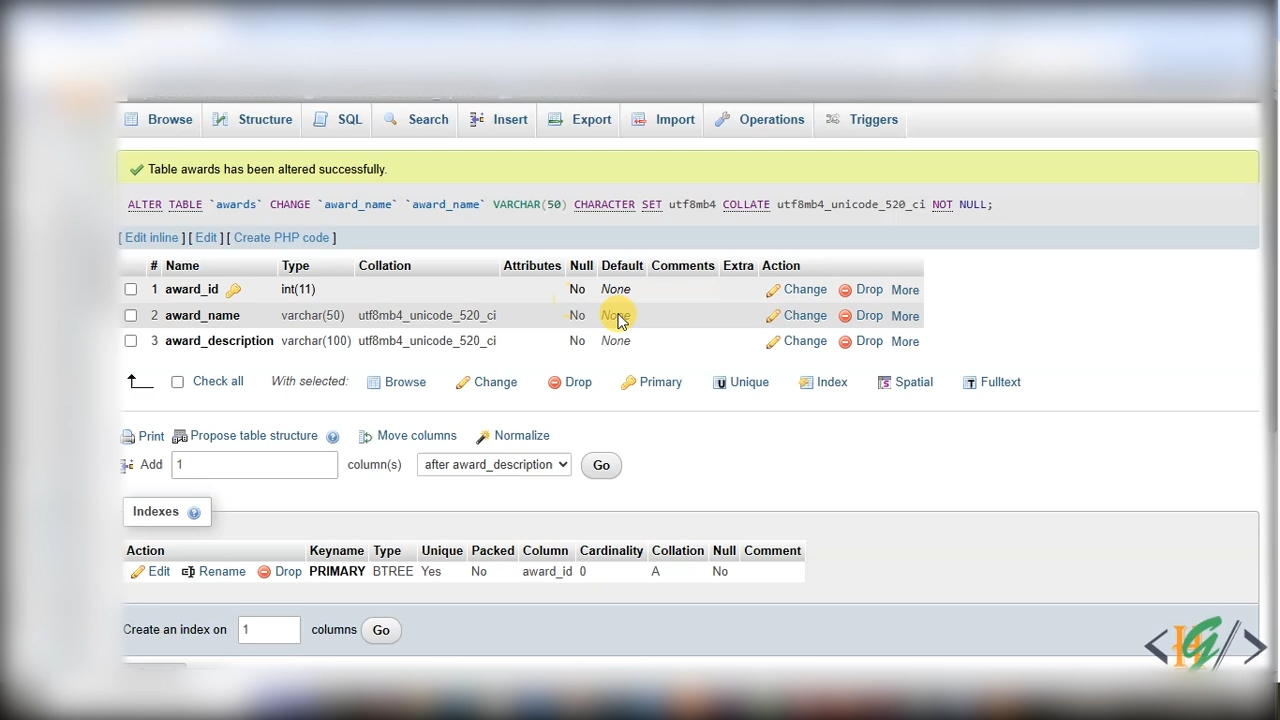 Browse Structure SQL Search Insert Export Import Operations Triggers
Table awards has been altered successfully.
ALTER TABLE `awards` CHANGE `award_name` `award_name` VARCHAR(50) CHARACTER SET utf8mb4 COLLATE utf8mb4_unicode_520_ci NOT NULL;
[ Edit inline ] [ Edit ] [ Create PHP code ]
# Name Type Collation Attributes Null Default Comments Extra Action
1 award_id int(11) No None Change Drop More
2 award_name varchar(50) utf8mb4_unicode_520_ci No None Change Drop More
3 award_description varchar(100) utf8mb4_unicode_520_ci No None Change Drop More
Check all With selected: Browse Change Drop Primary Unique Index Spatial Fulltext
Print Propose table structure Move columns Normalize
Add 1 column(s) after award_description Go
Indexes
Action Keyname Type Unique Packed Column Cardinality Collation Null Comment
Edit Rename Drop PRIMARY BTREE Yes No award_id 0 A No
Create an index on 1 columns Go